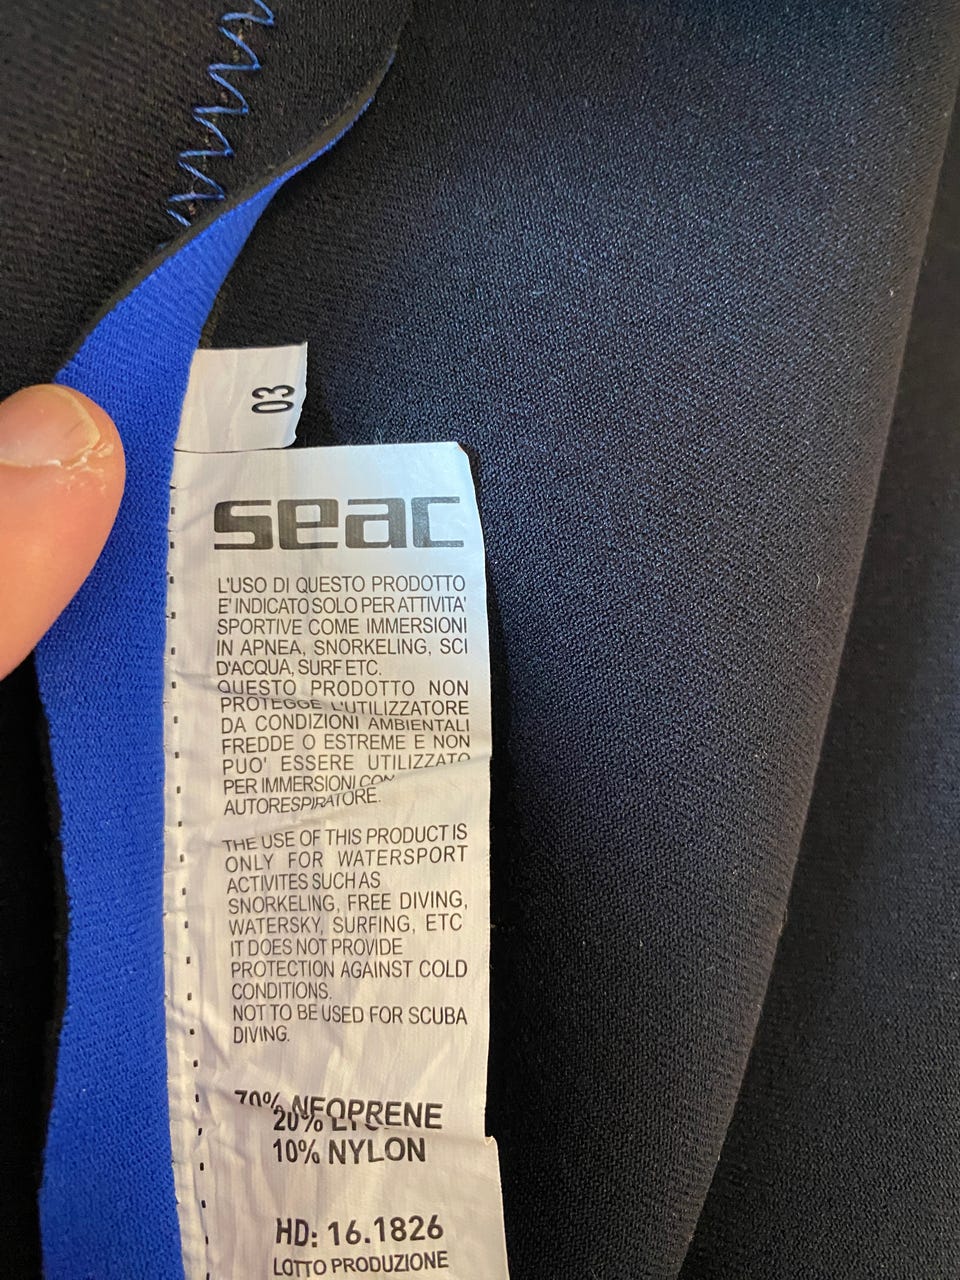 03
seac
L'USO DI QUESTO PRODOTTO
E' INDICATO SOLO PER ATTIVITA'
SPORTIVE COME IMMERSIONI
IN APNEA, SNORKELING, SCI
D'ACQUA, SURF ETC.
QUESTO PRODOTTO NON
PROTEGGE L'UTILIZZATORE
DA CONDIZIONI AMBIENTALI
FREDDE O ESTREME E NON
PUO' ESSERE UTILIZZATO
PER IMMERSIONI CON
AUTORESPIRATORE.
THE USE OF THIS PRODUCT IS
ONLY FOR WATERSPORT
ACTIVITES SUCH AS
SNORKELING, FREE DIVING,
WATERSKY, SURFING, ETC
IT DOES NOT PROVIDE
PROTECTION AGAINST COLD
CONDITIONS.
NOT TO BE USED FOR SCUBA
DIVING.
70% NEOPRENE
20%
10% NYLON
HD: 16.1826
LOTTO PRODUZIONE